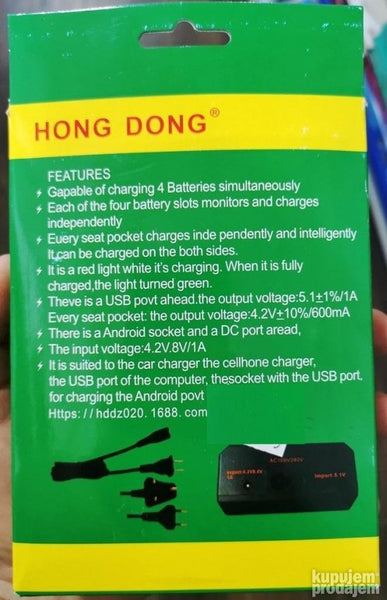 HONG DONG®
FEATURES
Gapable of charging 4 Batteries simultaneously
Each of the four battery slots monitors and charges
independently
Euery seat pocket charges inde pendently and intelligently
It,can be charged on the both sides.
It is a red light white it's charging. When it is fully
charged,the light turned green.
Theve is a USB povt ahead.the output voltage:5.1±1%/1A
Every seat pocket: the output voltage:4.2V±10%/600mA
There is a Android socket and a DC port aread,
The input voltage:4.2V.8V/1A
It is suited to the car charger the cellhone charger,
the USB port of the computer, thesocket with the USB port,
for charging the Android povt
Https: // hddz020. 1688. com
Import 5.1V
kupujem
prodajem